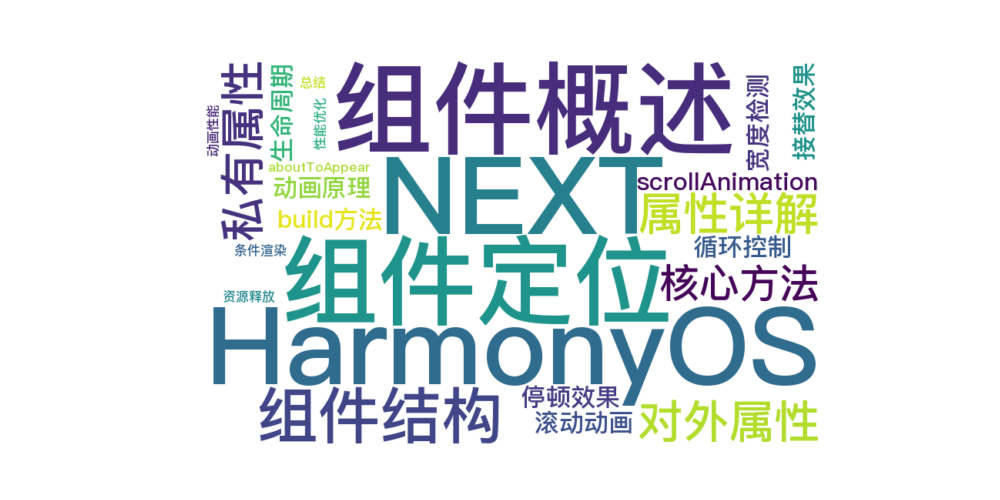 组件概述
NEXT
组件定位
HarmonyOS
组件结构
对外属性
停顿效果
滚动动画
私有属性
生命周期
动画性能
总结
性能优化
aboutToAppear
动画原理
build方法
条件渲染
资源释放
宽度检测
接替效果
scrollAnimation
属性详解
循环控制
核心方法